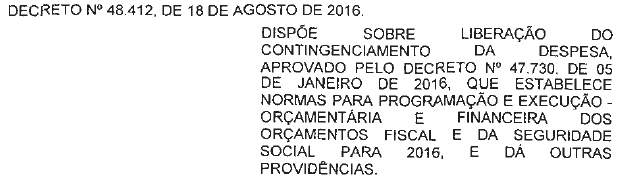 DECRETO Nº 48.412, DE 18 DE AGOSTO DE 2016.
DISPÕE SOBRE LIBERAÇÃO DO
CONTINGENCIAMENTO DA DESPESA,
APROVADO PELO DECRETO Nº 47.730, DE 05
DE JANEIRO DE 2016, QUE ESTABELECE
NORMAS PARA PROGRAMAÇÃO E EXECUÇÃO -
ORÇAMENTÁRIA E FINANCEIRA DOS
ORÇAMENTOS FISCAL E DA SEGURIDADE
SOCIAL PARA 2016, E DÁ OUTRAS
PROVIDÊNCIAS.